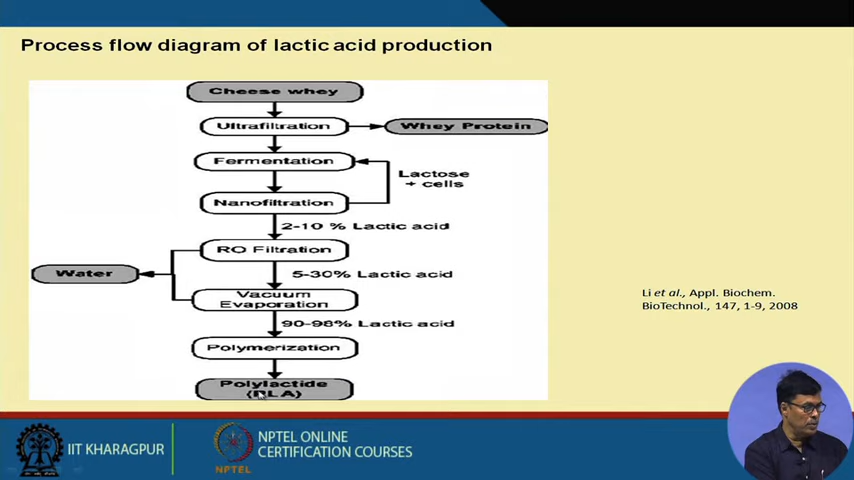 Process flow diagram of lactic acid production
Cheese whey
Ultrafiltration
Whey Protein
Fermentation
Lactose
+ cells
Nanofiltration
2-10 % Lactic acid
RO Filtration
5-30% Lactic acid
Water
Vacuum
Evaporation
90-98% Lactic acid
Polymerization
Polylactide
(PLA)
Li et al., Appl. Biochem.
BioTechnol., 147, 1-9, 2008
IIT KHARAGPUR
NPTEL
NPTEL ONLINE
CERTIFICATION COURSES